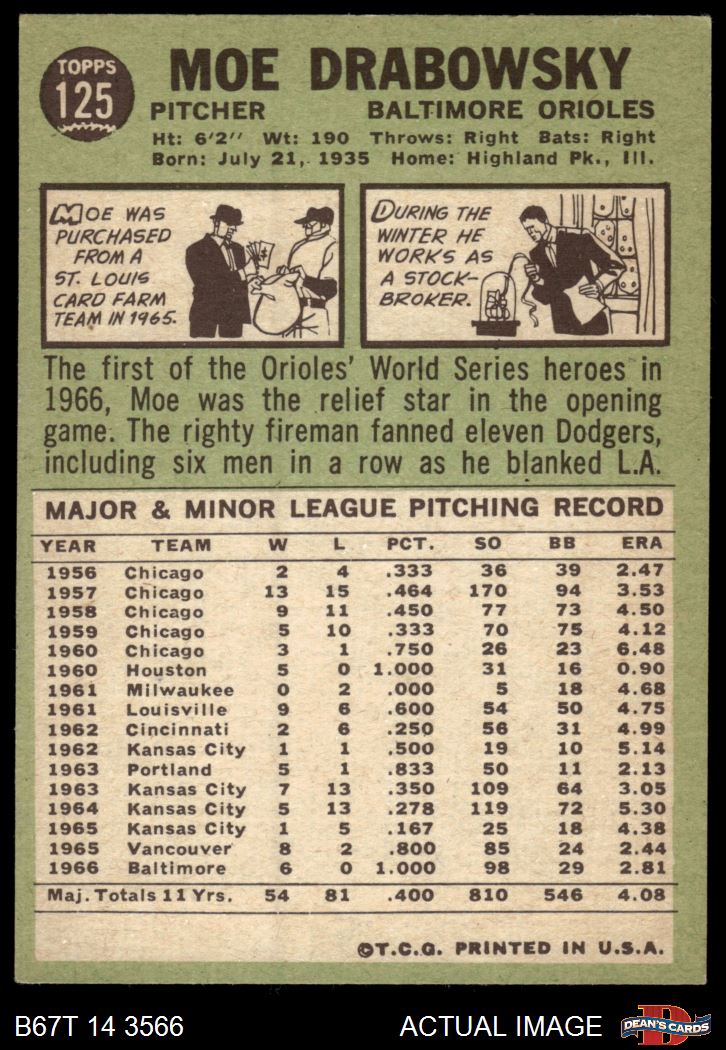 TOPPS
125
MOE DRABOWSKY
PITCHER BALTIMORE ORIOLES
Ht: 6'2" Wt: 190 Throws: Right Bats: Right
Born: July 21, 1935 Home: Highland Pk., Ill.
MOE WAS
PURCHASED
FROM A
ST. LOUIS
CARD FARM
TEAM IN 1965.
DURING THE
WINTER HE
WORKS AS
A STOCK-
BROKER.
The first of the Orioles' World Series heroes in
1966, Moe was the relief star in the opening
game. The righty fireman fanned eleven Dodgers,
including six men in a row as he blanked L.A.
MAJOR & MINOR LEAGUE PITCHING RECORD
YEAR TEAM W L PCT. SO BB ERA
1956 Chicago 2 4 .333 36 39 2.47
1957 Chicago 13 15 .464 170 94 3.53
1958 Chicago 9 11 .450 77 73 4.50
1959 Chicago 5 10 .333 70 75 4.12
1960 Chicago 3 1 .750 26 23 6.48
1960 Houston 5 0 1.000 31 16 0.90
1961 Milwaukee 0 2 .000 5 18 4.68
1961 Louisville 9 6 .600 54 50 4.75
1962 Cincinnati 2 6 .250 56 31 4.99
1962 Kansas City 1 1 .500 19 10 5.14
1963 Portland 5 1 .833 50 11 2.13
1963 Kansas City 7 13 .350 109 64 3.05
1964 Kansas City 5 13 .278 119 72 5.30
1965 Kansas City 1 5 .167 25 18 4.38
1965 Vancouver 8 2 .800 85 24 2.44
1966 Baltimore 6 0 1.000 98 29 2.81
Maj. Totals 11 Yrs. 54 81 .400 810 546 4.08
©T.C.G. PRINTED IN U.S.A.
B67T 14 3566 ACTUAL IMAGE
D
DEAN'S CARDS